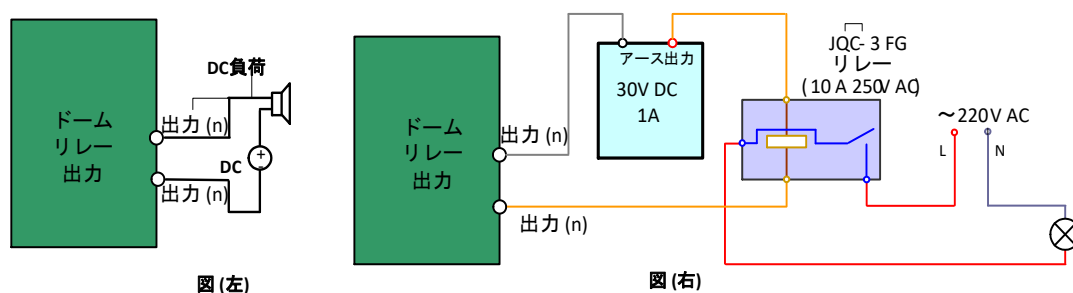 DC負荷
ドーム
リレー
出力
出力 (n)
DC
+
-
出力 (n)
図 (左)
ドーム
リレー
出力
出力 (n)
出力 (n)
アース出力
30V DC
1A
JQC- 3 FG
リレー
( 10 A 250V AC)
～220V AC
L
N
図 (右)